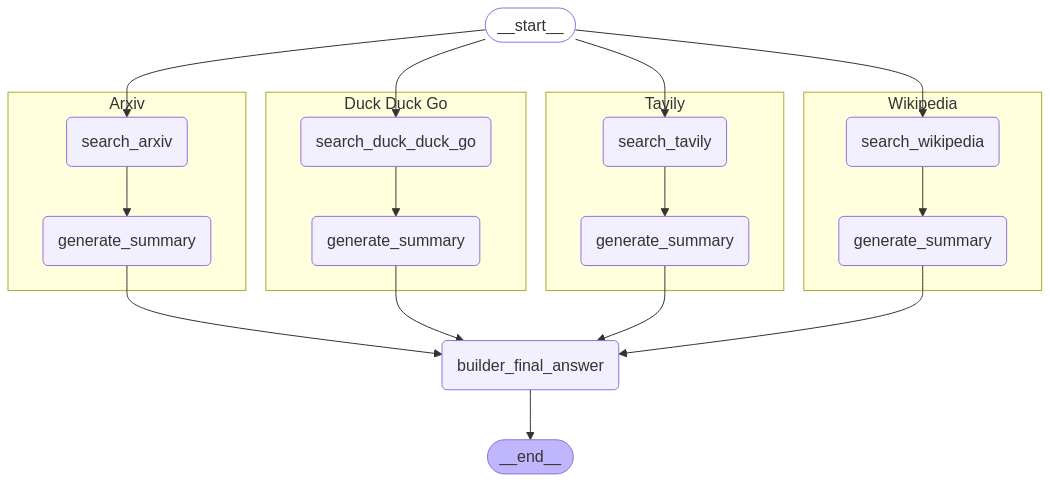 __start__
Arxiv
Duck Duck Go
Tavily
Wikipedia
search_arxiv
search_duck_duck_go
search_tavily
search_wikipedia
generate_summary
generate_summary
generate_summary
generate_summary
builder_final_answer
__end__